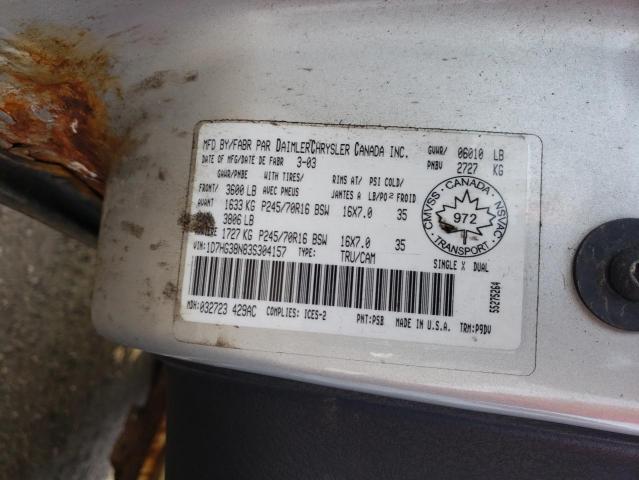 MFD BY/FABR PAR DAIMLERCHRYSLER CANADA INC.
GVWR/ 06010 LB
PNBV 2727 KG
DATE OF MFG/DATE DE FABR 3-03
GAWR/PNBE WITH TIRES/ RIMS AT/ PSI COLD/
FRONT/ 3600 LB AVEC PNEUS JANTES A LB/PO² FROID
AVANT 1633 KG P245/70R16 BSW 16X7.0 35
3806 LB
1727 KG P245/70R16 BSW 16X7.0 35
CANADA
CMVSS NSVAC
972
TRANSPORT
VIN: 1D7HG38N83S304157 TYPE: TRU/CAM SINGLE X DUAL
MDH: 032723 429AC COMPLIES: ICES-2 PNT: PSB MADE IN U.S.A. TRM: P9DV
55275264